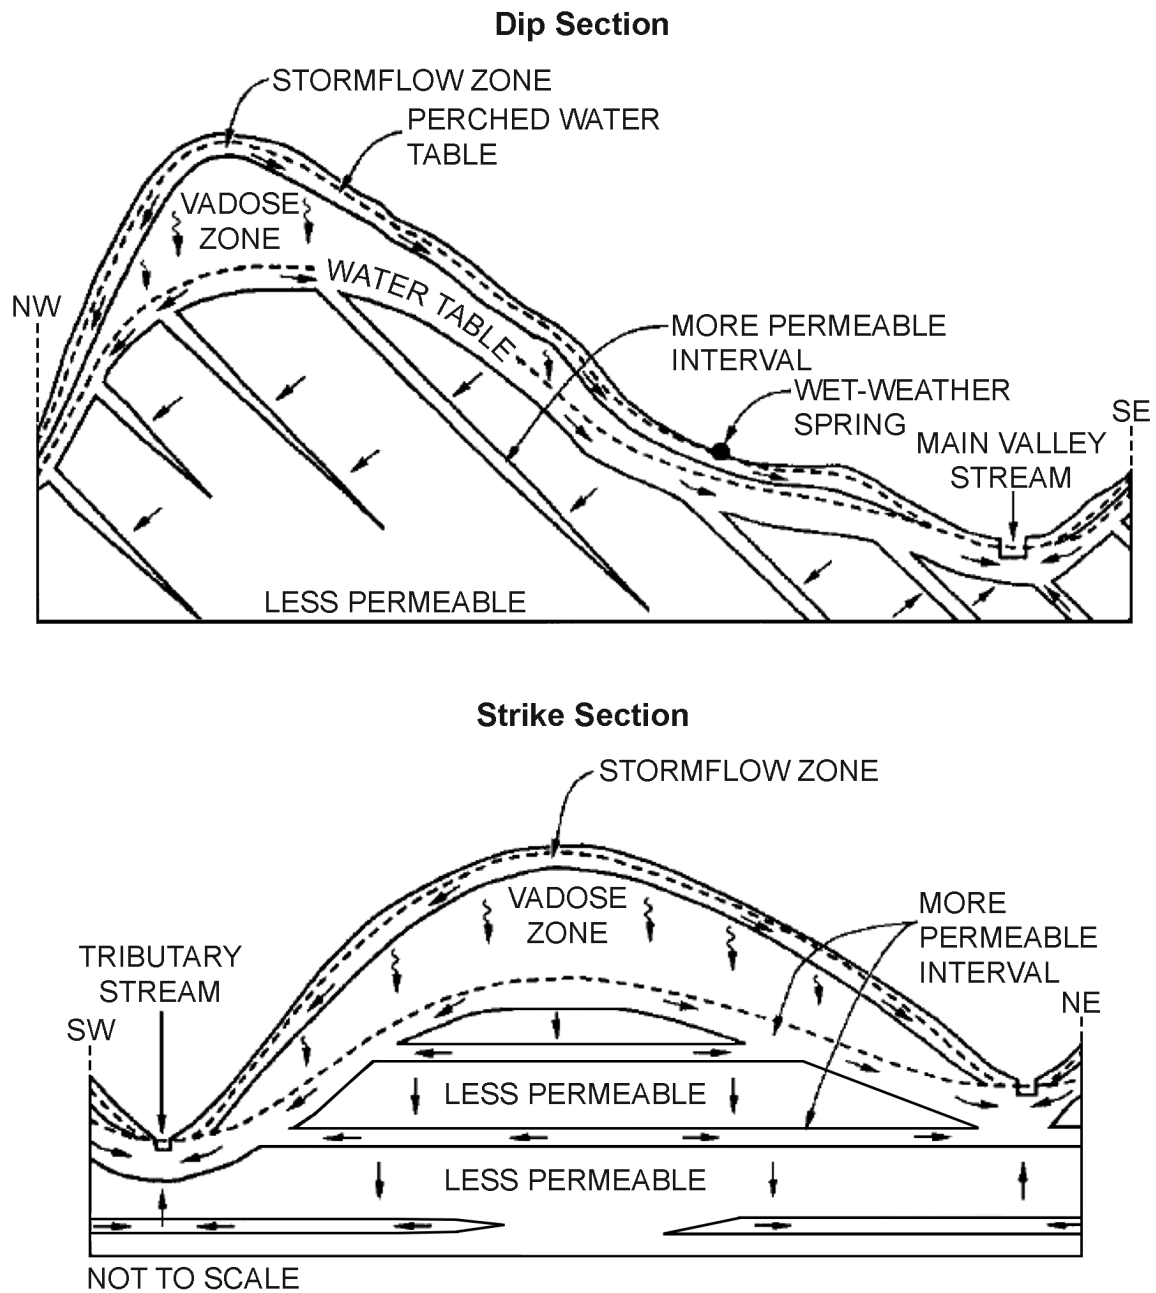 Dip Section
STORMFLOW ZONE
PERCHED WATER
TABLE
VADOSE
ZONE
NW
WATER TABLE
MORE PERMEABLE
INTERVAL
WET-WEATHER
SPRING
SE
MAIN VALLEY
STREAM
LESS PERMEABLE
Strike Section
STORMFLOW ZONE
VADOSE
ZONE
MORE
PERMEABLE
INTERVAL
TRIBUTARY
STREAM
SW
NE
LESS PERMEABLE
LESS PERMEABLE
NOT TO SCALE